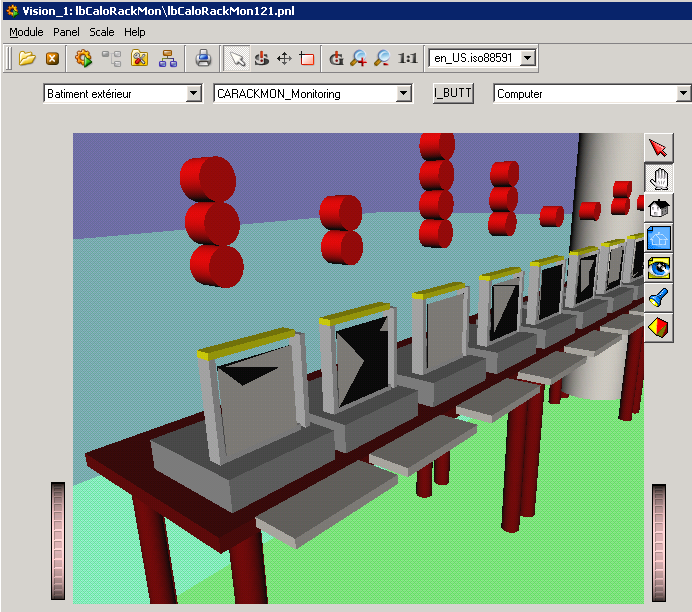 Vision_1: lbCaloRackMon\lbCaloRackMon121.pnl
Module Panel Scale Help
1:1 en_US.iso88591
Batiment extérieur CARACKMON_Monitoring I_BUTT Computer